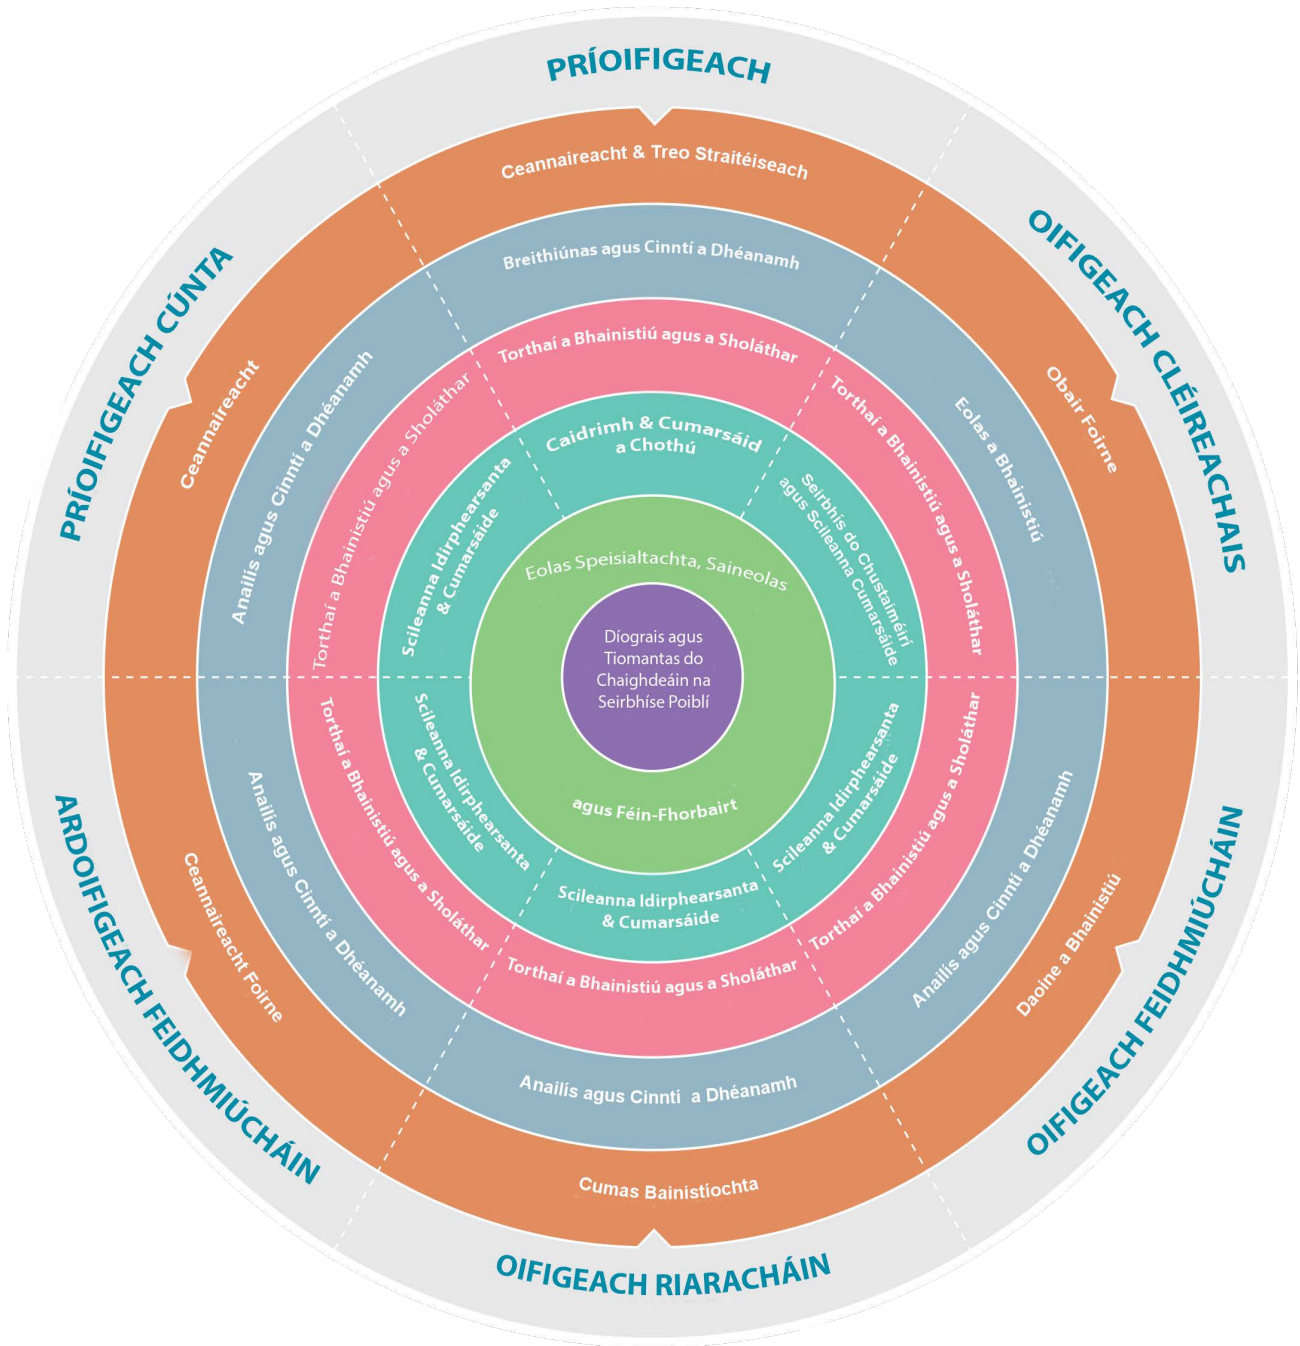 PRÍOIFIGEACH
Ceannaireacht & Treo Straitéiseach
Breithiúnas agus Cinntí a Dhéanamh
Torthaí a Bhainistiú agus a Sholáthar
Caidrimh & Cumarsáid
a Chothú
OIFIGEACH CLÉIREACHAIS
Obair Foirne
Eolas a Bhainistiú
Torthaí a Bhainistiú agus a Sholáthar
Seirbhís do Chustaiméirí
agus Scileanna Cumarsáide
OIFIGEACH FEIDHMIÚCHÁIN
Daoine a Bhainistiú
Anailís agus Cinntí a Dhéanamh
Torthaí a Bhainistiú agus a Sholáthar
Scileanna Idirphearsanta
& Cumarsáide
OIFIGEACH RIARACHÁIN
Cumas Bainistíochta
Anailís agus Cinntí a Dhéanamh
Torthaí a Bhainistiú agus a Sholáthar
Scileanna Idirphearsanta
& Cumarsáide
ARDOIFIGEACH FEIDHMIÚCHÁIN
Ceannaireacht Foirne
Anailís agus Cinntí a Dhéanamh
Torthaí a Bhainistiú agus a Sholáthar
Scileanna Idirphearsanta
& Cumarsáide
PRÍOIFIGEACH CÚNTA
Ceannaireacht
Anailís agus Cinntí a Dhéanamh
Torthaí a Bhainistiú agus a Sholáthar
Scileanna Idirphearsanta
& Cumarsáide
Eolas Speisialtachta, Saineolas
agus Féin-Fhorbairt
Díograis agus
Tiomantas do
Chaighdeáin na
Seirbhíse Poiblí